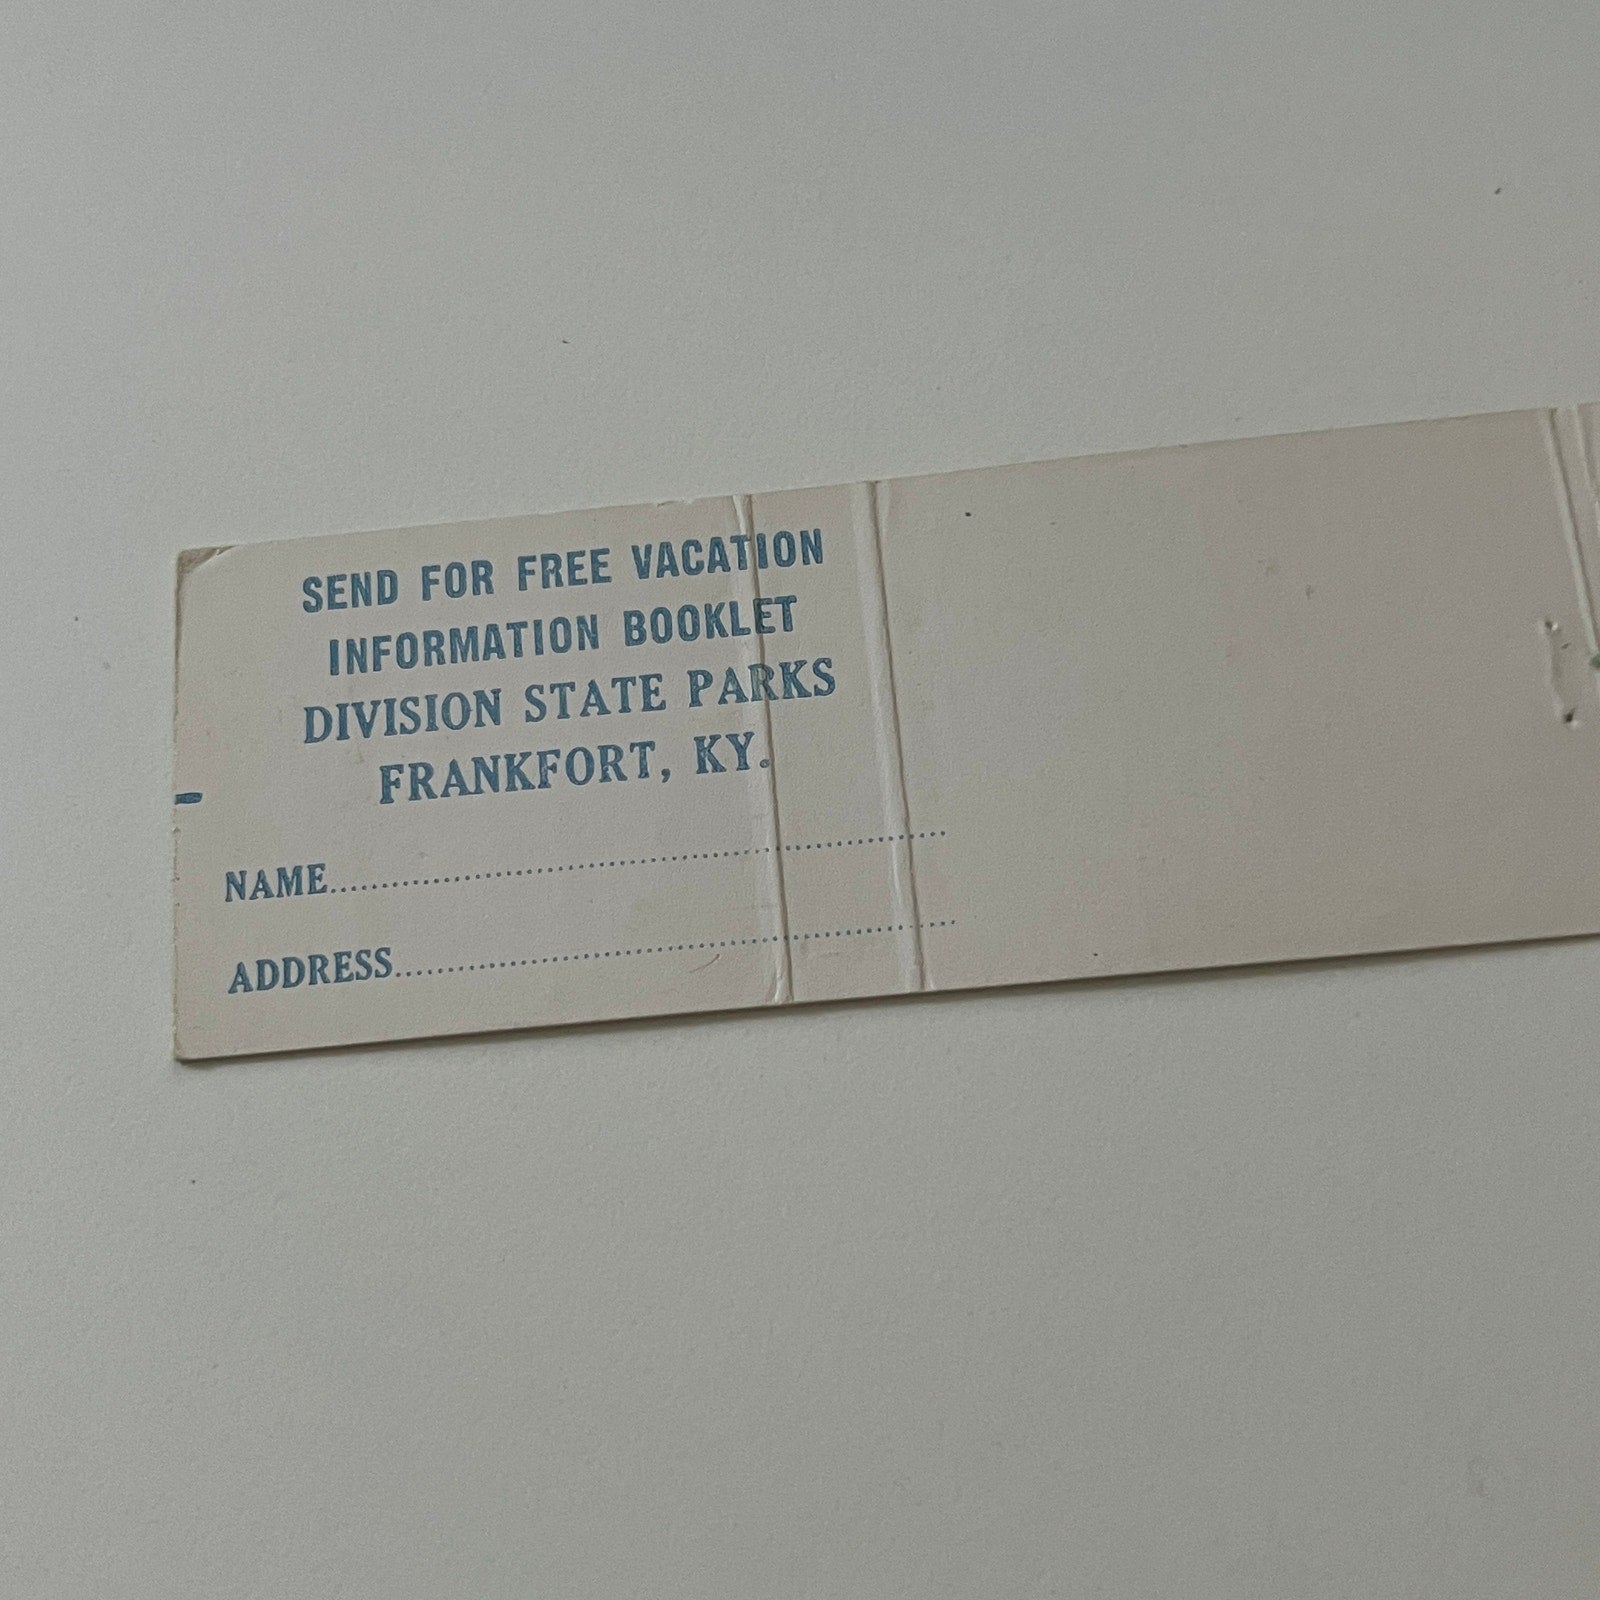 SEND FOR FREE VACATION
INFORMATION BOOKLET
DIVISION STATE PARKS
FRANKFORT, KY.
NAME................................................................
ADDRESS..........................................................